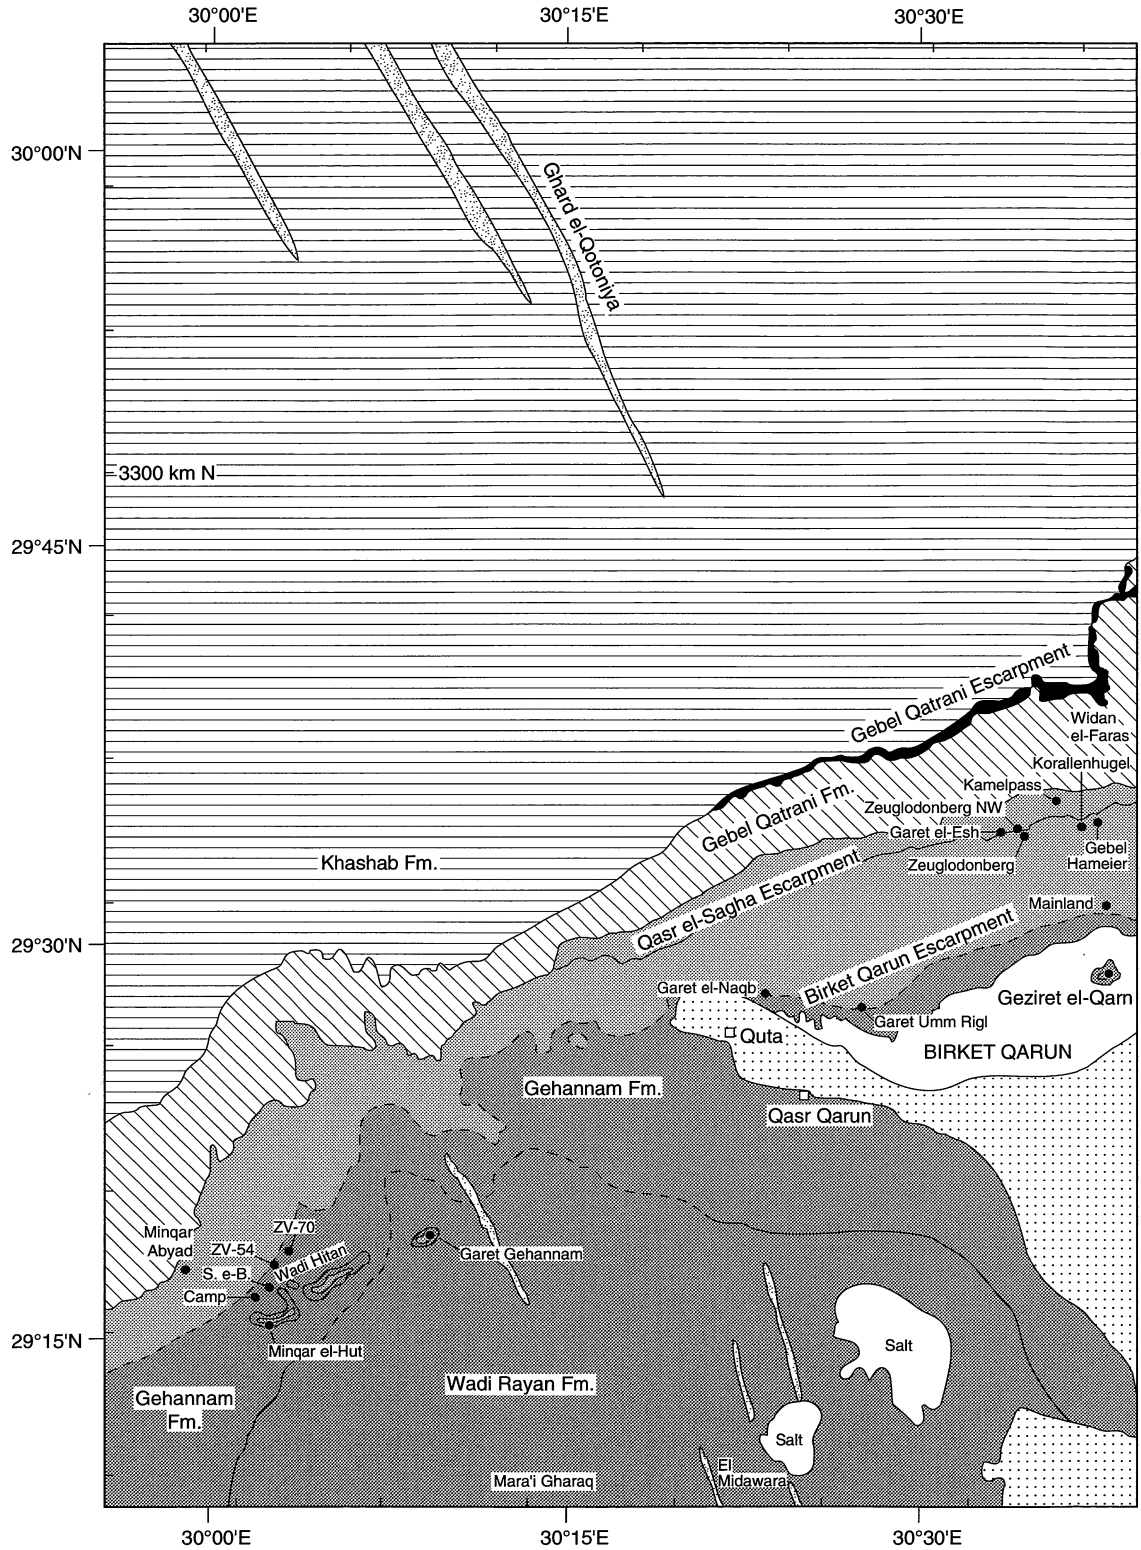 30°00'E
30°15'E
30°30'E
30°00'N
Ghard el-Qotoniya
3300 km N
29°45'N
Gebel Qatrani Escarpment
Widan
el-Faras
Korallenhugel
Kamelpass
Gebel Qatrani Fm.
Zeuglodonberg NW
Garet el-Esh
Khashab Fm.
Zeuglodonberg
Gebel
Hameier
Qasr el-Sagha Escarpment
Mainland
29°30'N
Birket Qarun Escarpment
Garet el-Naqb
Geziret el-Qarn
Garet Umm Rigl
Quta
BIRKET QARUN
Gehannam Fm.
Qasr Qarun
ZV-70
Minqar
Abyad
ZV-54
Wadi Hitan
Garet Gehannam
S. e-B.
Camp
29°15'N
Minqar el-Hut
Salt
Wadi Rayan Fm.
Gehannam
Fm.
Salt
El
Midawara
Mara'i Gharaq
30°00'E
30°15'E
30°30'E